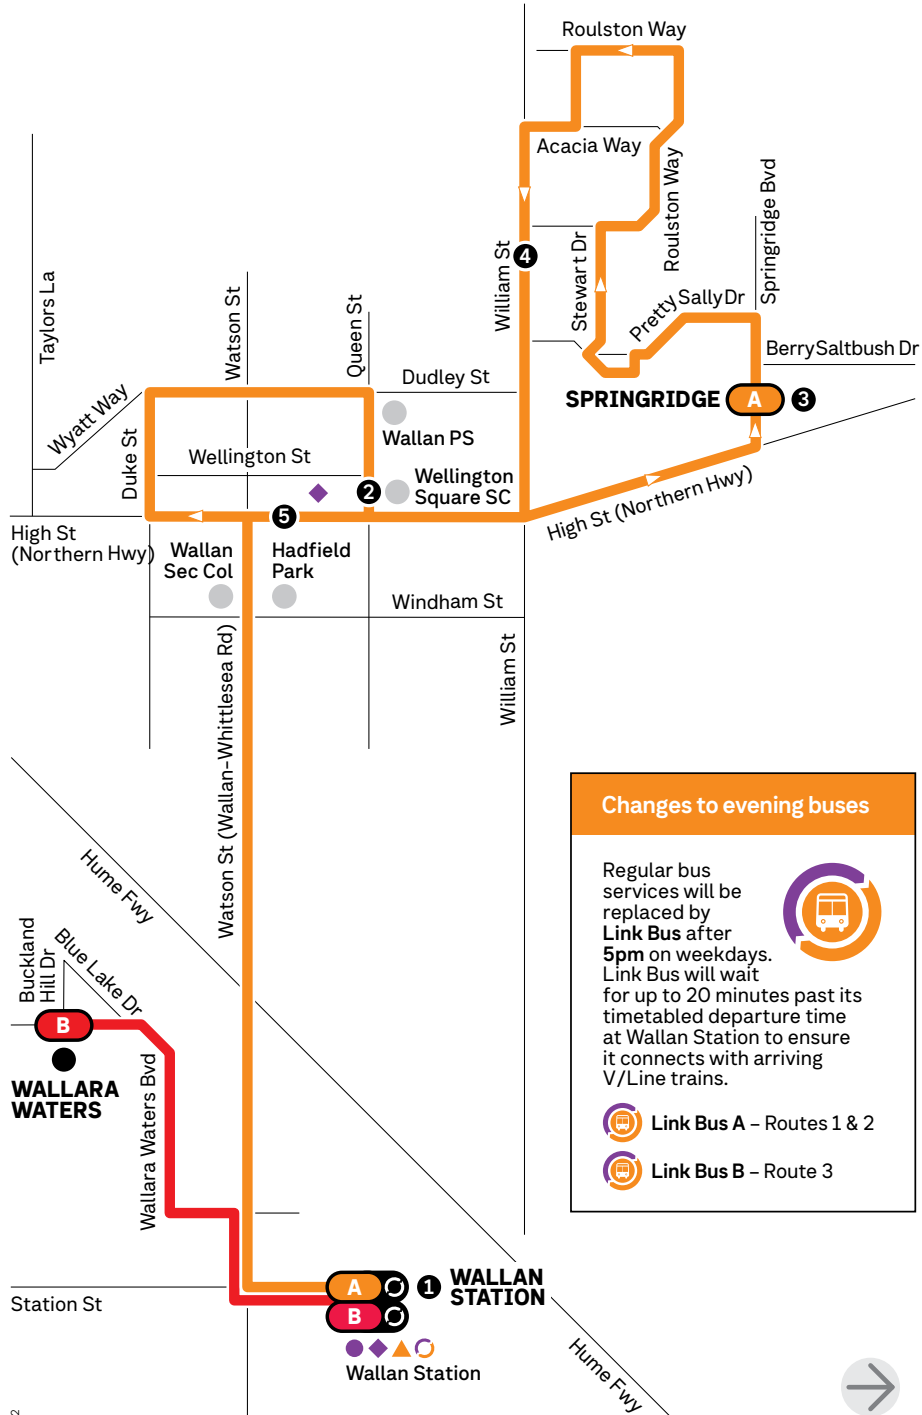 Roulston Way
Acacia Way
Roulston Way
Springridge Bvd
Taylors La
Watson St
Queen St
William St
4
Stewart Dr
Pretty Sally Dr
Berry Saltbush Dr
Wyatt Way
Dudley St
SPRINGRIDGE
A
3
Duke St
Wallan PS
Wellington St
Wellington
Square SC
2
5
High St
(Northern Hwy)
High St (Northern Hwy)
Wallan
Sec Col
Hadfield
Park
Windham St
William St
Watson St (Wallan-Whittlesea Rd)
Hume Fwy
Changes to evening buses
Regular bus
services will be
replaced by
Link Bus after
5pm on weekdays.
Link Bus will wait
for up to 20 minutes past its
timetabled departure time
at Wallan Station to ensure
it connects with arriving
V/Line trains.
Link Bus A – Routes 1 & 2
Link Bus B – Route 3
Buckland
Hill Dr
Blue Lake Dr
B
WALLARA
WATERS
Wallara Waters Bvd
Station St
A
B
1
WALLAN
STATION
Wallan Station
Hume Fwy
2